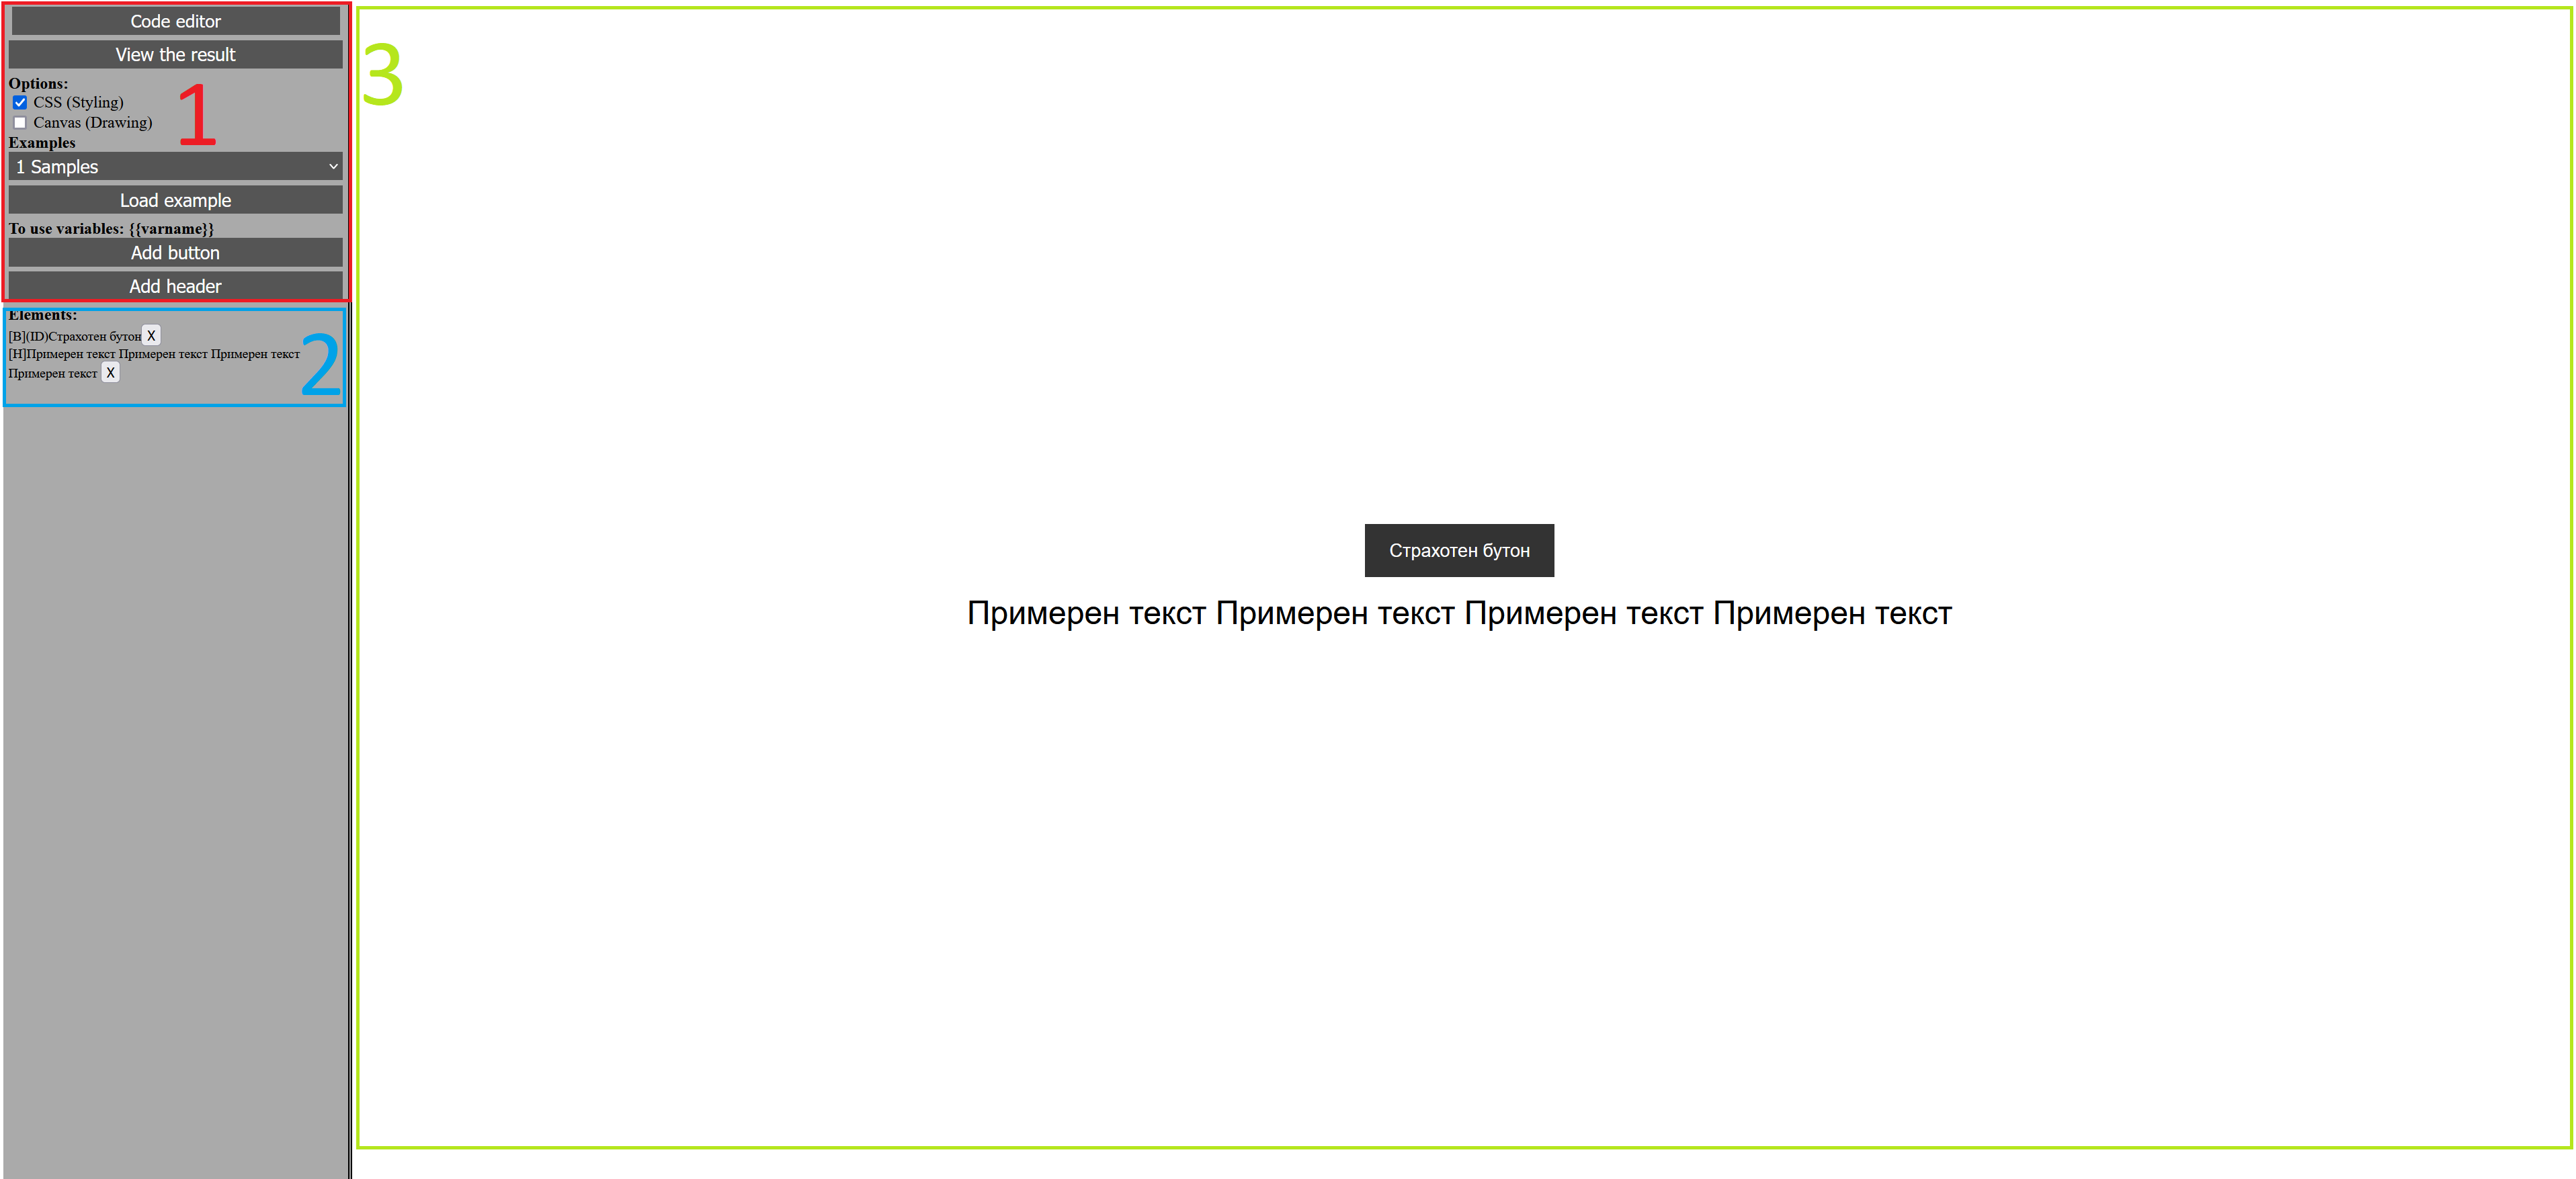 Code editor
View the result
Options:
CSS (Styling)
Canvas (Drawing)
1
Examples
1 Samples
Load example
To use variables: {{varname}}
Add button
Add header
Elements:
[B](ID)Страхотен бутон X
[H]Примерен текст Примерен текст Примерен текст
Примерен текст X
2
3
Страхотен бутон
Примерен текст Примерен текст Примерен текст Примерен текст